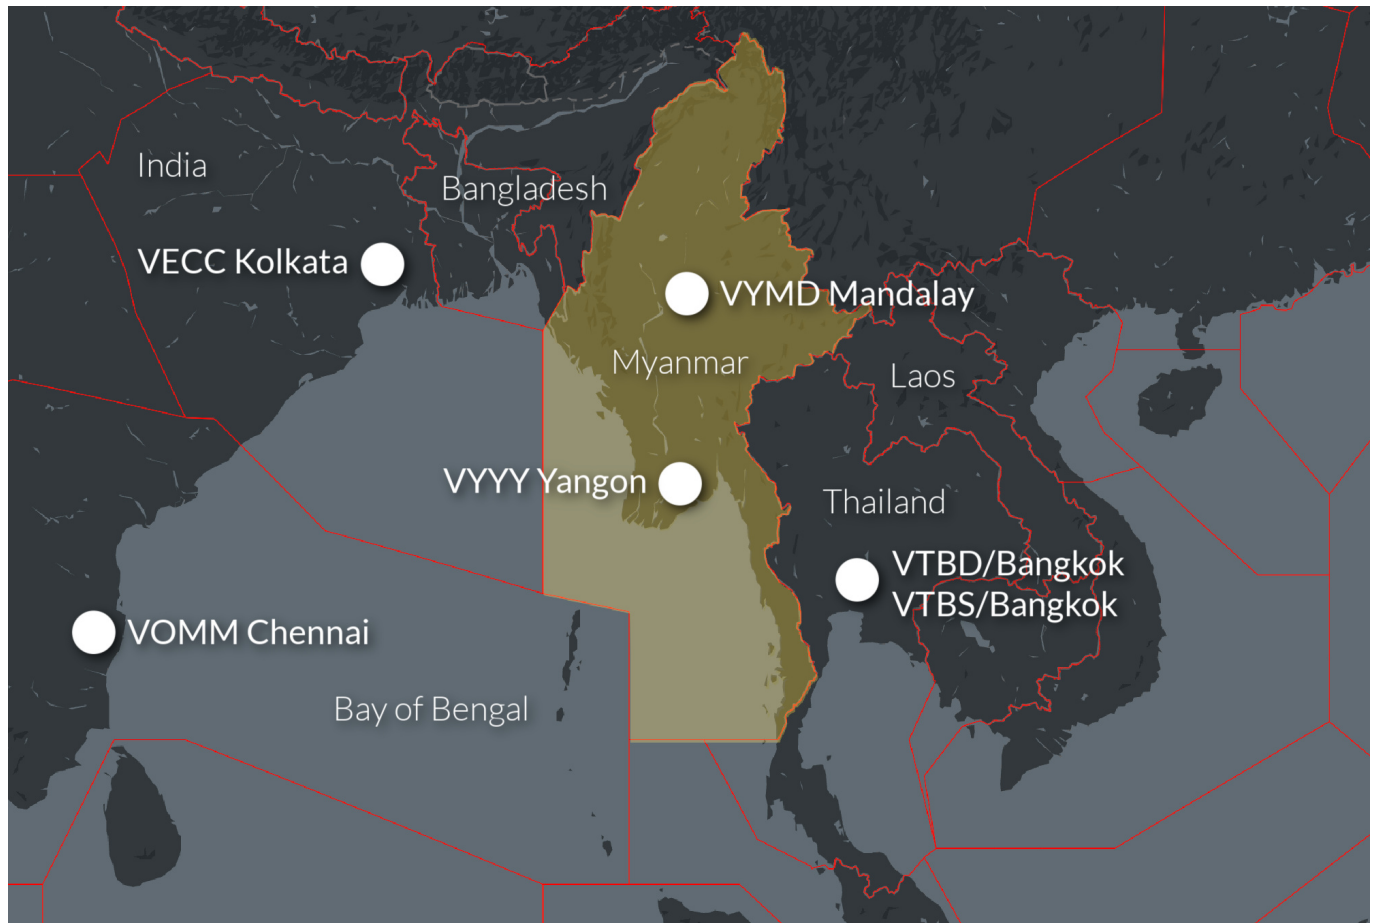 India
Bangladesh
VECC Kolkata
VYMD Mandalay
Myanmar
Laos
VYYY Yangon
Thailand
VTBD/Bangkok
VTBS/Bangkok
VOMM Chennai
Bay of Bengal